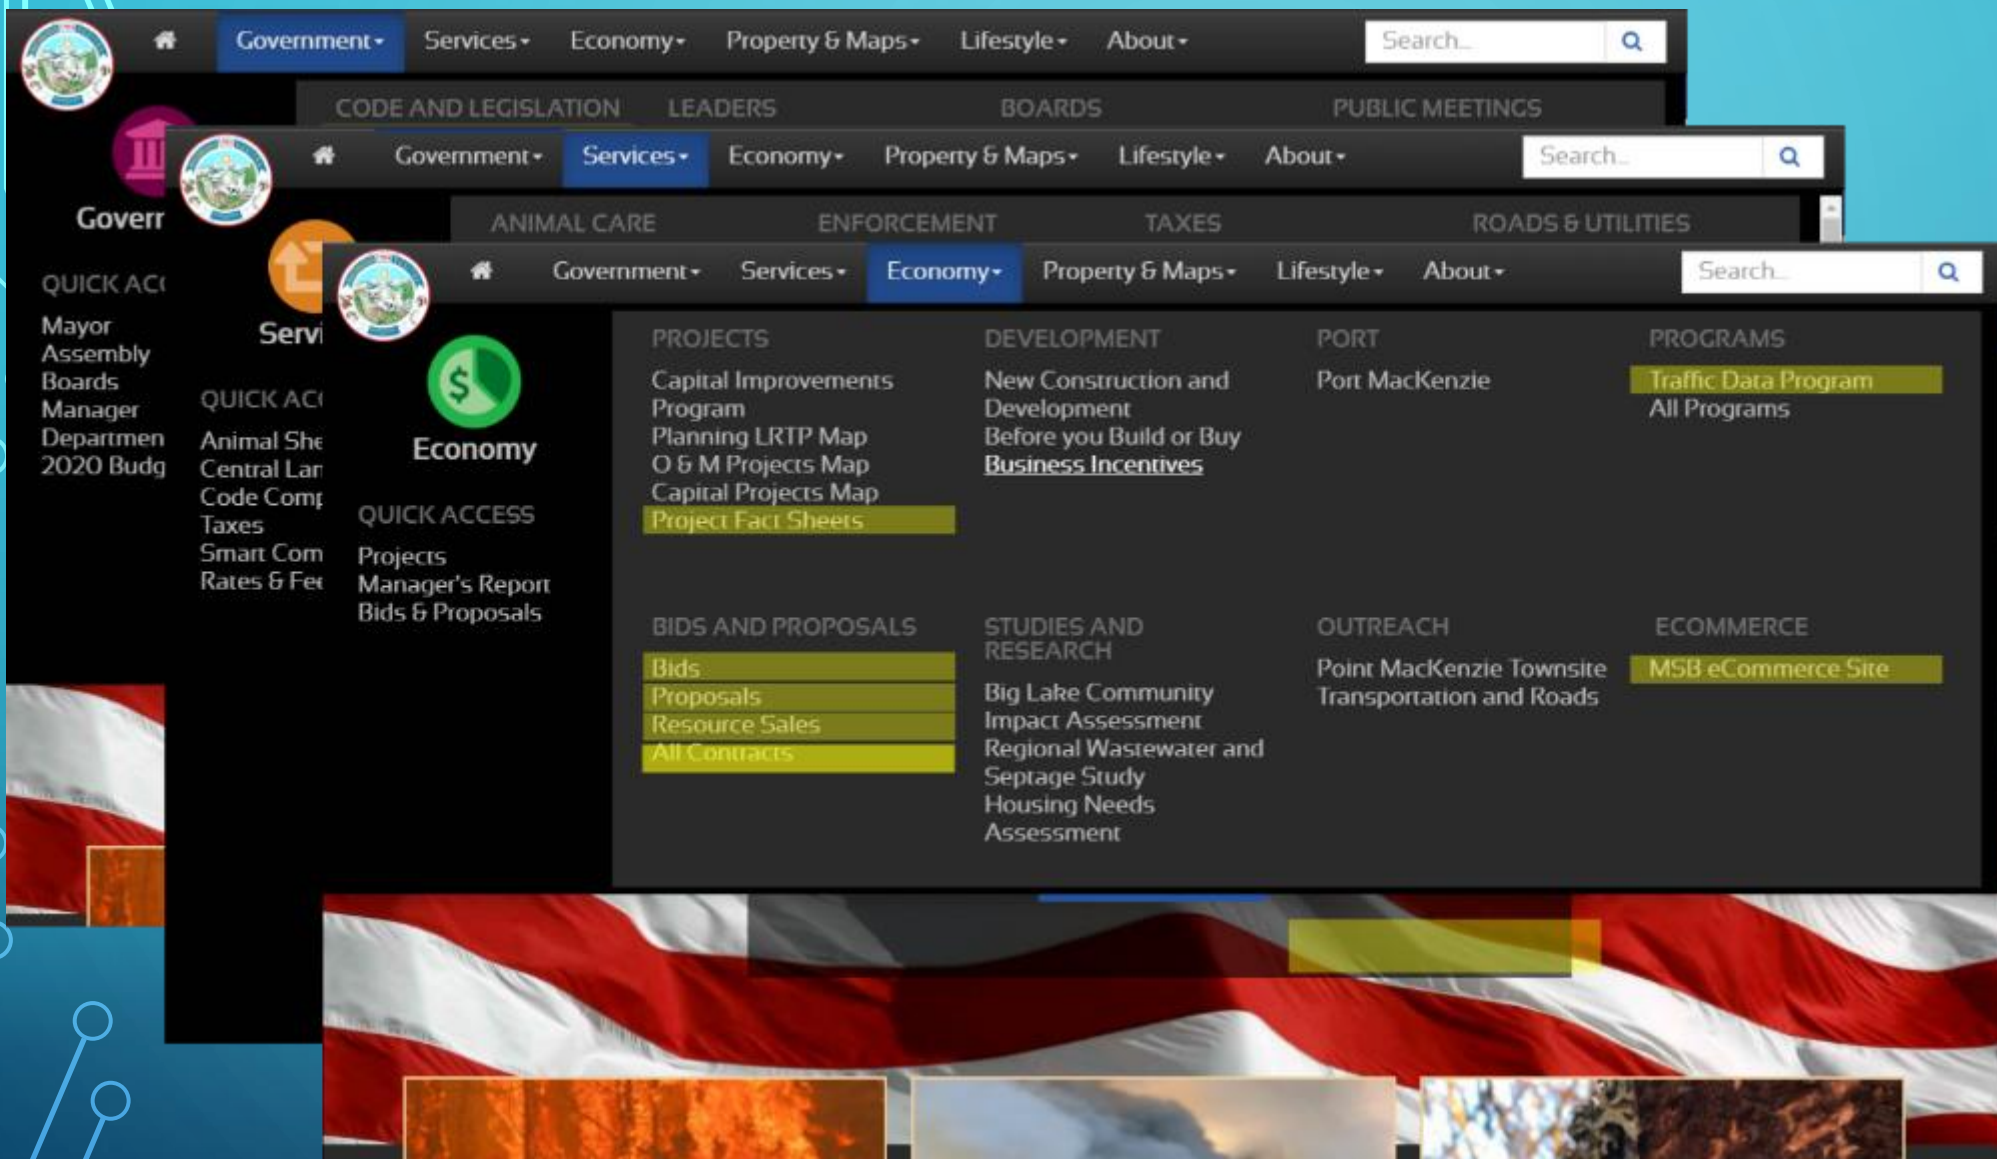 Government Services Economy Property & Maps Lifestyle About Search...
CODE AND LEGISLATION LEADERS BOARDS PUBLIC MEETINGS
Govern
QUICK ACC
Mayor
Assembly
Boards
Manager
Departmen
2020 Budg
Government Services Economy Property & Maps Lifestyle About Search...
ANIMAL CARE ENFORCEMENT TAXES ROADS & UTILITIES
Servi
QUICK ACC
Animal She
Central Lan
Code Comp
Taxes
Smart Com
Rates & Fee
Government Services Economy Property & Maps Lifestyle About Search...
Economy
QUICK ACCESS
Projects
Manager's Report
Bids & Proposals
PROJECTS
Capital Improvements
Program
Planning LRTP Map
O & M Projects Map
Capital Projects Map
Project Fact Sheets
DEVELOPMENT
New Construction and
Development
Before you Build or Buy
Business Incentives
PORT
Port MacKenzie
PROGRAMS
Traffic Data Program
All Programs
BIDS AND PROPOSALS
Bids
Proposals
Resource Sales
All Contracts
STUDIES AND
RESEARCH
Big Lake Community
Impact Assessment
Regional Wastewater and
Septage Study
Housing Needs
Assessment
OUTREACH
Point MacKenzie Townsite
Transportation and Roads
ECOMMERCE
MSB eCommerce Site